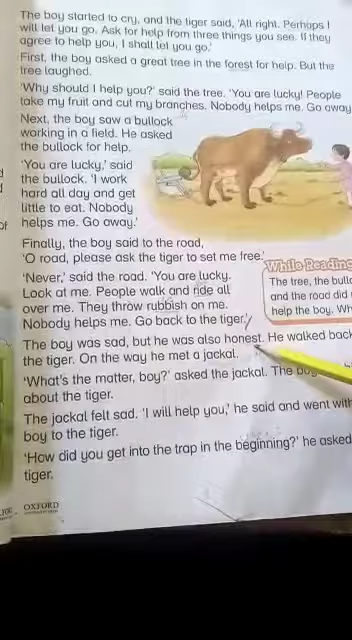 The boy started to cry, and the tiger said, 'All right. Perhaps I
will let you go. Ask for help from three things you see. If they
agree to help you, I shall let you go.'
First, the boy asked a great tree in the forest for help. But the
tree laughed.
'Why should I help you?' said the tree. 'You are lucky! People
take my fruit and cut my branches. Nobody helps me. Go away
Next, the boy saw a bullock
working in a field. He asked
the bullock for help.
'You are lucky,' said
the bullock. 'I work
hard all day and get
little to eat. Nobody
helps me. Go away.'
Finally, the boy said to the road,
'O road, please ask the tiger to set me free.'
'Never,' said the road. 'You are lucky.
Look at me. People walk and ride all
over me. They throw rubbish on me.
Nobody helps me. Go back to the tiger.'
While Reading
The tree, the bull
and the road did
help the boy. Wh
The boy was sad, but he was also honest. He walked back
the tiger. On the way he met a jackal.
'What's the matter, boy?' asked the jackal. The boy
about the tiger.
The jackal felt sad. 'I will help you,' he said and went with
boy to the tiger.
'How did you get into the trap in the beginning?' he asked
tiger.
OXFORD